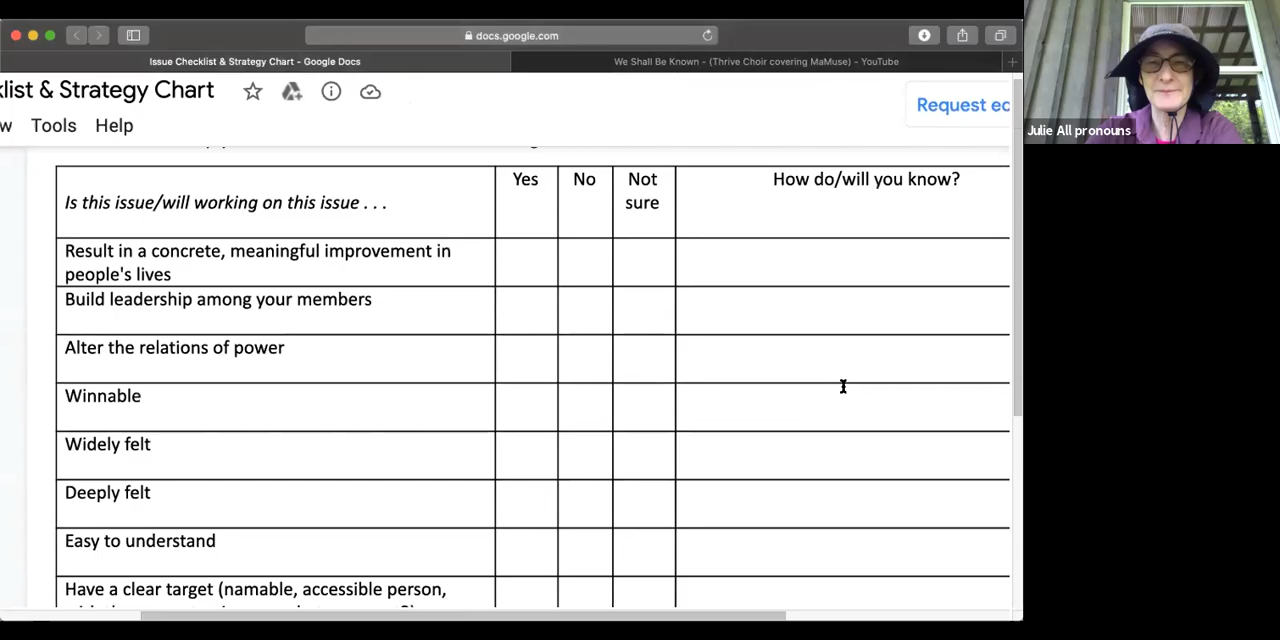 docs.google.com
Issue Checklist & Strategy Chart - Google Docs
We Shall Be Known - (Thrive Choir covering MaMuse) - YouTube
klist & Strategy Chart
Request ec
w Tools Help
Julie All pronouns
Is this issue/will working on this issue . . .
Yes
No
Not
sure
How do/will you know?
Result in a concrete, meaningful improvement in
people's lives
Build leadership among your members
Alter the relations of power
Winnable
Widely felt
Deeply felt
Easy to understand
Have a clear target (namable, accessible person,